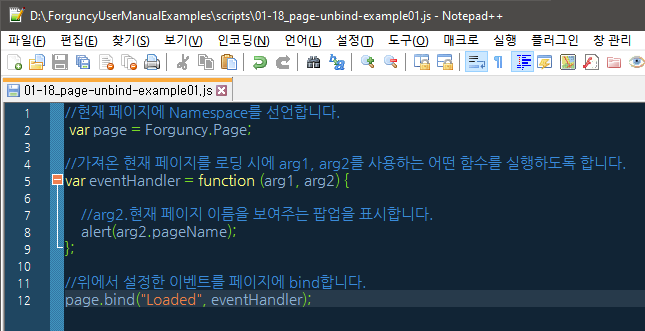 D:\ForguncyUserManualExamples\scripts\01-18_page-unbind-example01.js - Notepad++
파일(F) 편집(E) 찾기(S) 보기(V) 인코딩(N) 언어(L) 설정(T) 도구(O) 매크로 실행 플러그인 창 관리
01-18_page-unbind-example01.js
1 //현재 페이지에 Namespace를 선언합니다.
2 var page = Forguncy.Page;
3
4 //가져온 현재 페이지를 로딩 시에 arg1, arg2를 사용하는 어떤 함수를 실행하도록 합니다.
5 var eventHandler = function (arg1, arg2) {
6
7 //arg2.현재 페이지 이름을 보여주는 팝업을 표시합니다.
8 alert(arg2.pageName);
9 };
10
11 //위에서 설정한 이벤트를 페이지에 bind합니다.
12 page.bind("Loaded", eventHandler);